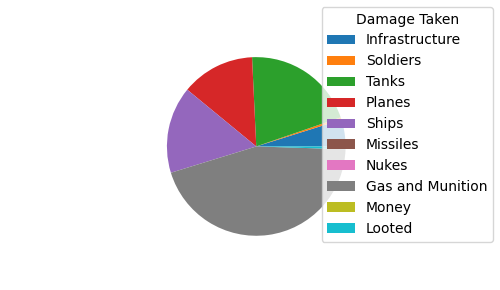 Damage Taken
Infrastructure
Soldiers
Tanks
Planes
Ships
Missiles
Nukes
Gas and Munition
Money
Looted